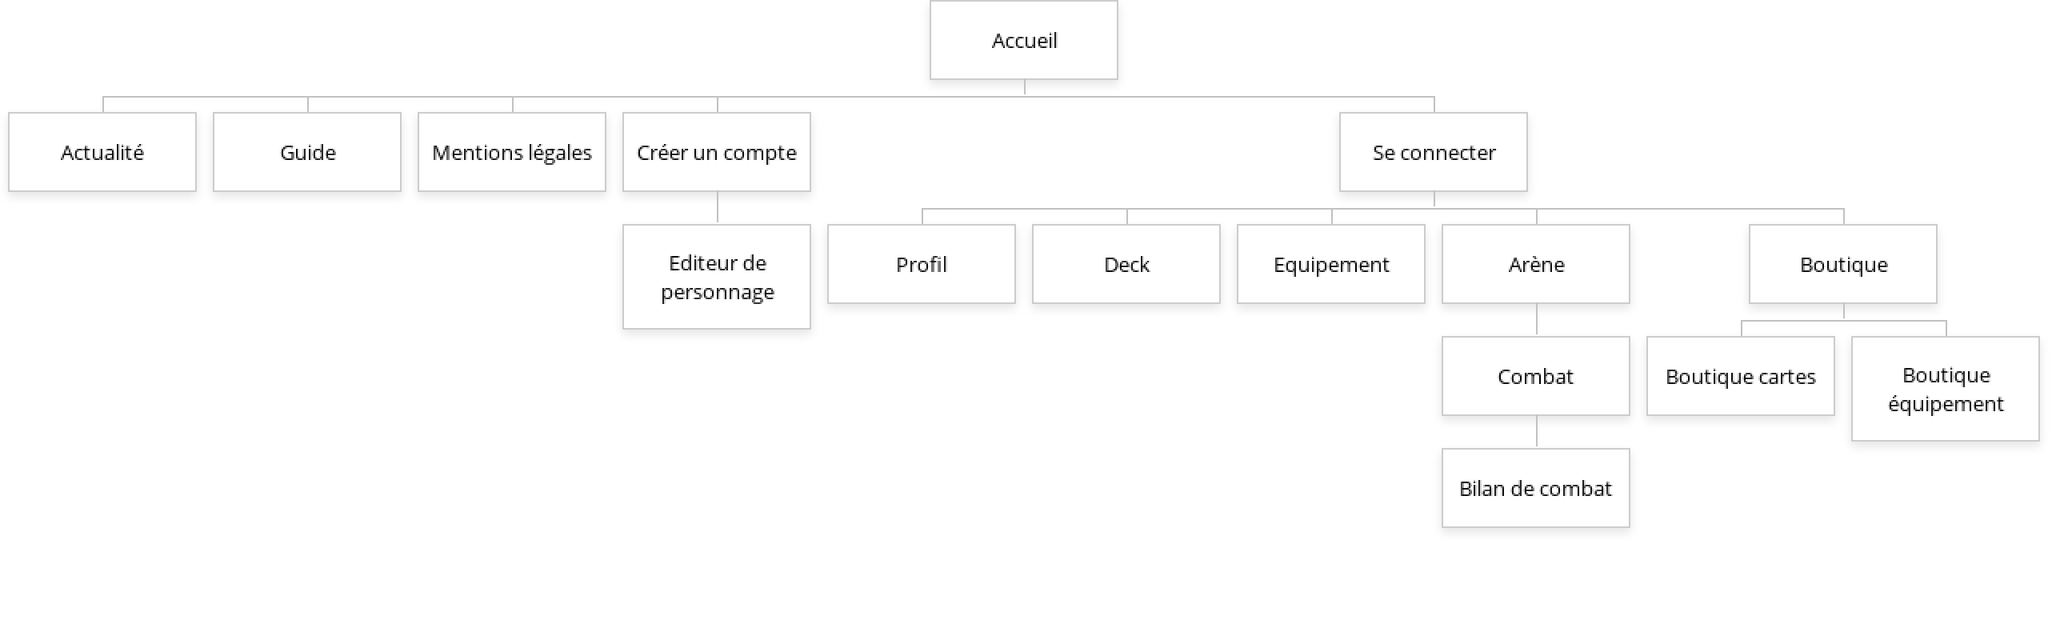 Accueil
Actualité
Guide
Mentions légales
Créer un compte
Se connecter
Editeur de
personnage
Profil
Deck
Equipement
Arène
Boutique
Combat
Boutique cartes
Boutique
équipement
Bilan de combat